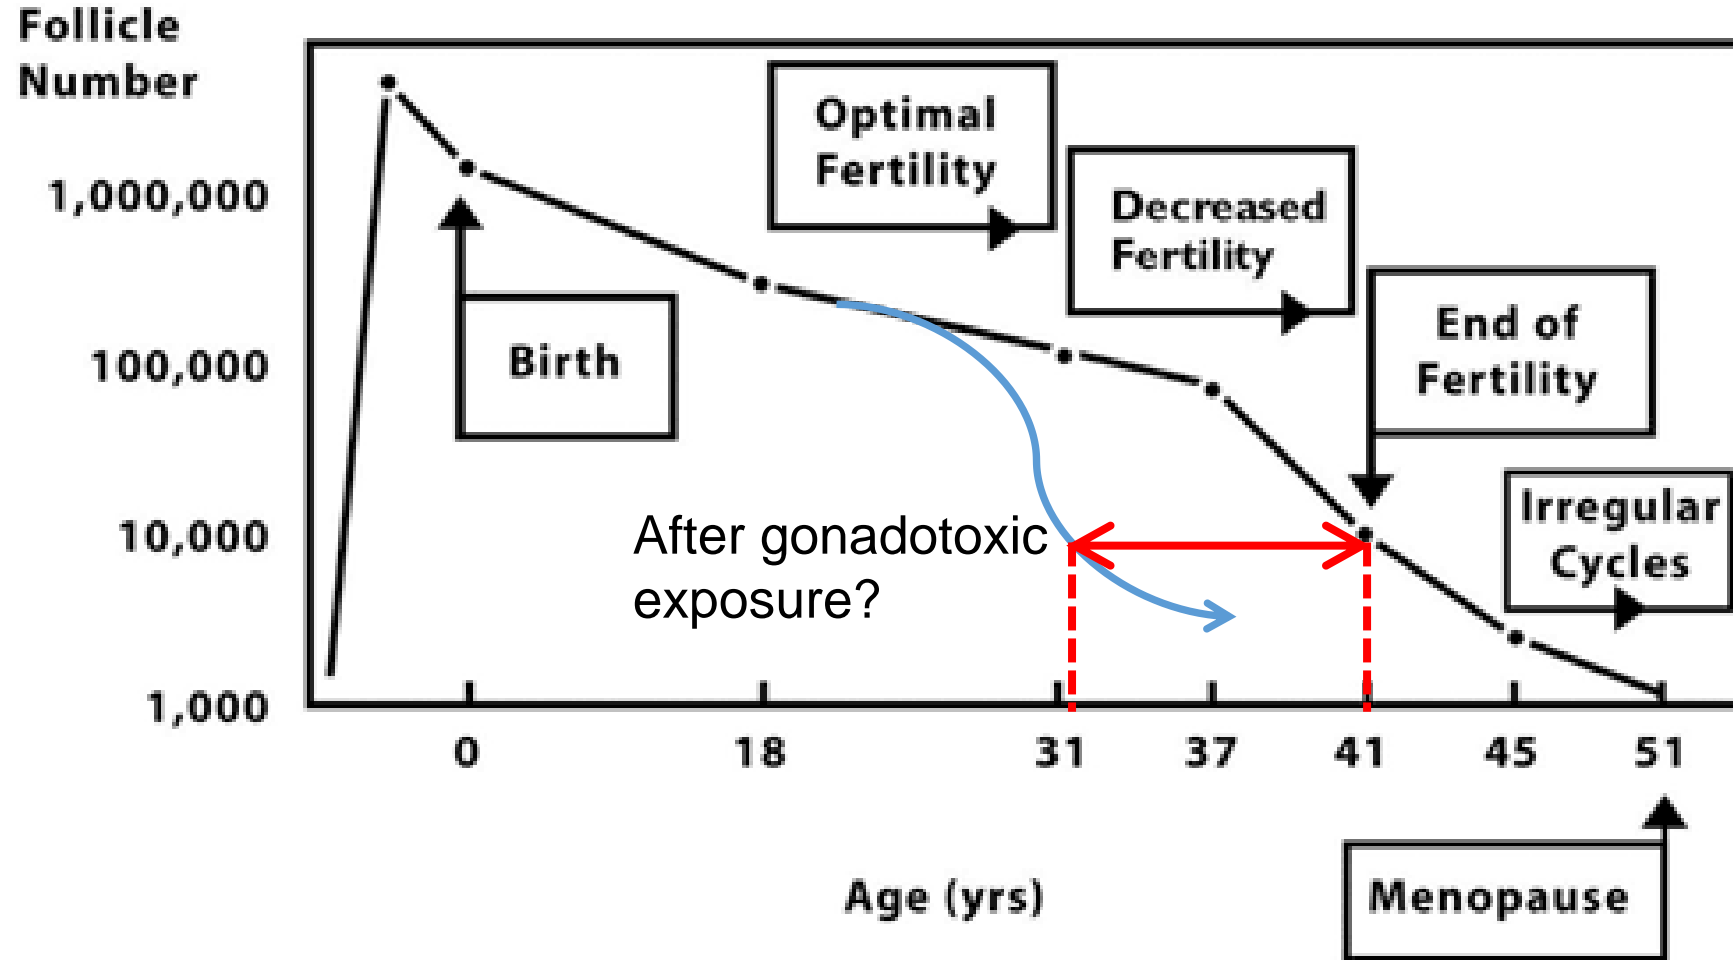 Follicle
Number
1,000,000
100,000
10,000
1,000
Optimal
Fertility
Decreased
Fertility
End of
Fertility
Birth
Irregular
Cycles
After gonadotoxic
exposure?
0 18 31 37 41 45 51
Age (yrs)
Menopause